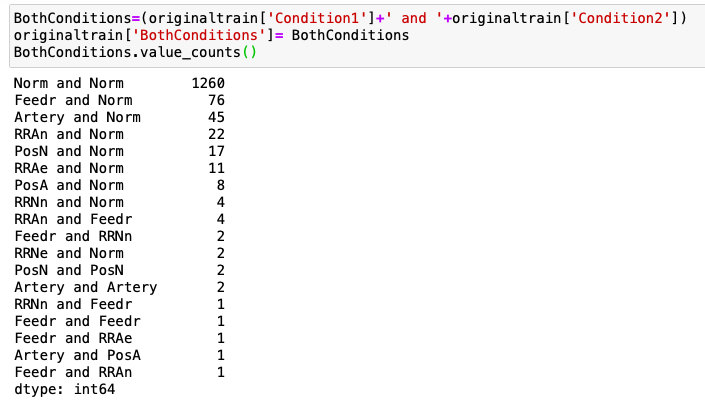 BothConditions=(originaltrain['Condition1']+' and '+originaltrain['Condition2'])
originaltrain['BothConditions']= BothConditions
BothConditions.value_counts()
Norm and Norm 1260
Feedr and Norm 76
Artery and Norm 45
RRAn and Norm 22
PosN and Norm 17
RRAe and Norm 11
PosA and Norm 8
RRNn and Norm 4
RRAn and Feedr 4
Feedr and RRNn 2
RRNe and Norm 2
PosN and PosN 2
Artery and Artery 2
RRNn and Feedr 1
Feedr and Feedr 1
Feedr and RRAe 1
Artery and PosA 1
Feedr and RRAn 1
dtype: int64